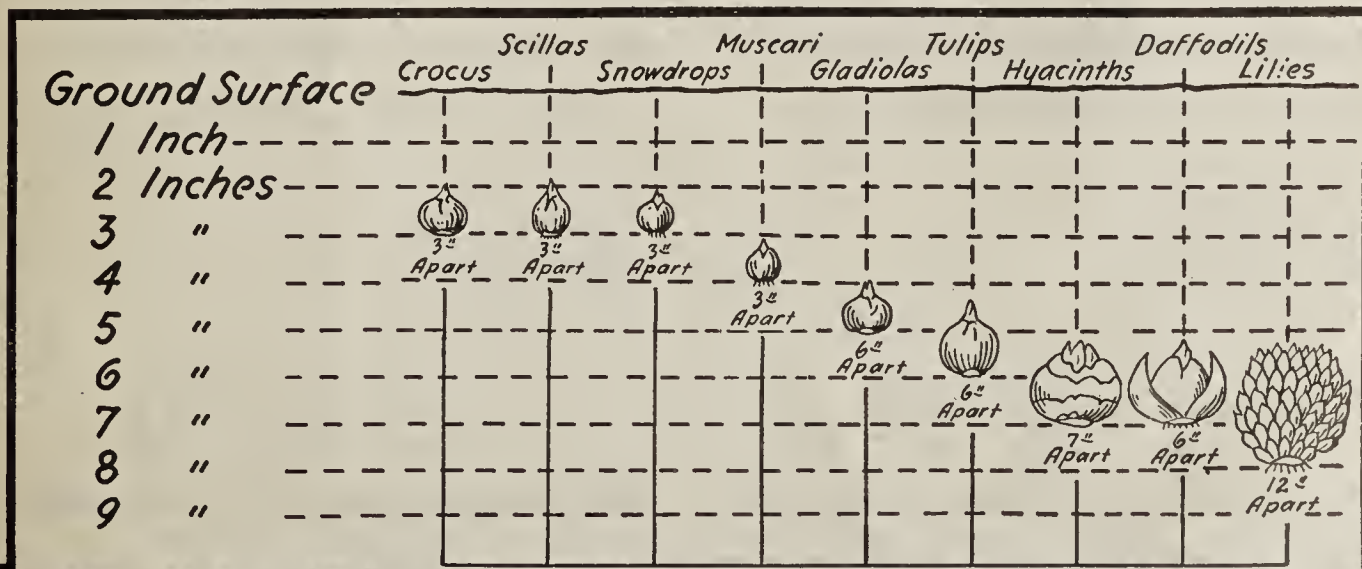 Scillas Muscari Tulips Daffodils
Crocus Snowdrops Gladiolas Hyacinths Lilies
Ground Surface
1 Inch
2 Inches
3 "
3" Apart
3" Apart
3" Apart
4 "
3" Apart
5 "
6" Apart
6 "
6" Apart
7 "
7" Apart
6" Apart
8 "
12" Apart
9 "